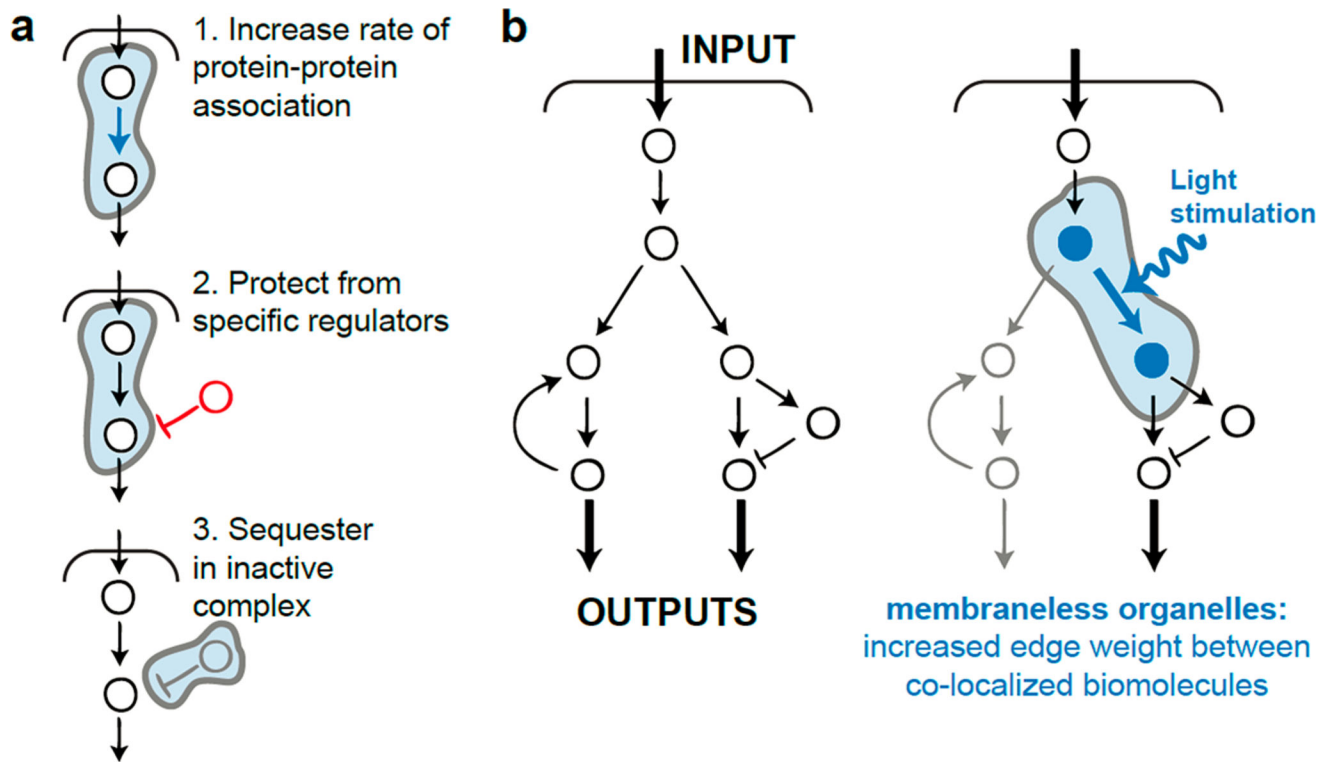 a
1. Increase rate of
protein-protein
association
2. Protect from
specific regulators
3. Sequester
in inactive
complex
b
INPUT
OUTPUTS
Light
stimulation
membraneless organelles:
increased edge weight between
co-localized biomolecules